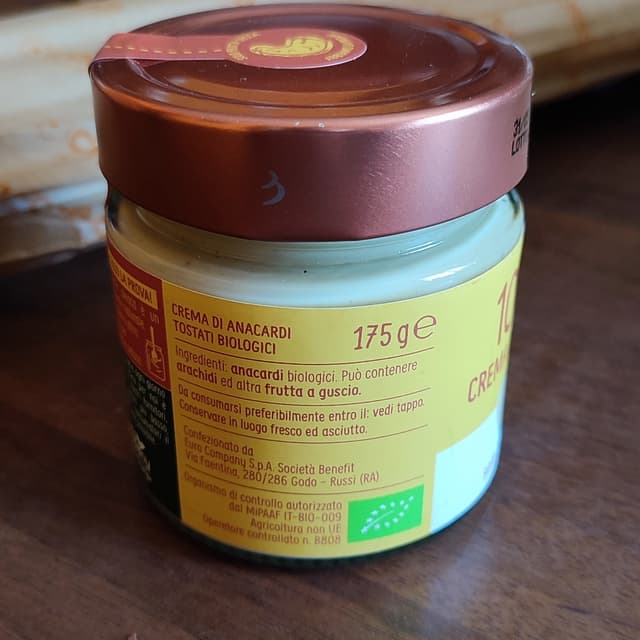 LA PROVA!
CREMA DI ANACARDI
TOSTATI BIOLOGICI
175 g e
Ingredienti: anacardi biologici. Può contenere
arachidi ed altra frutta a guscio.
Da consumarsi preferibilmente entro il: vedi tappo.
Conservare in luogo fresco ed asciutto.
Confezionato da
Euro Company S.p.A. Società Benefit
Via Faentina, 280/286 Godo - Russi (RA)
Organismo di controllo autorizzato
dal MiPAAF IT-BIO-009
Agricoltura non UE
Operatore controllato n. B808
10
CREM